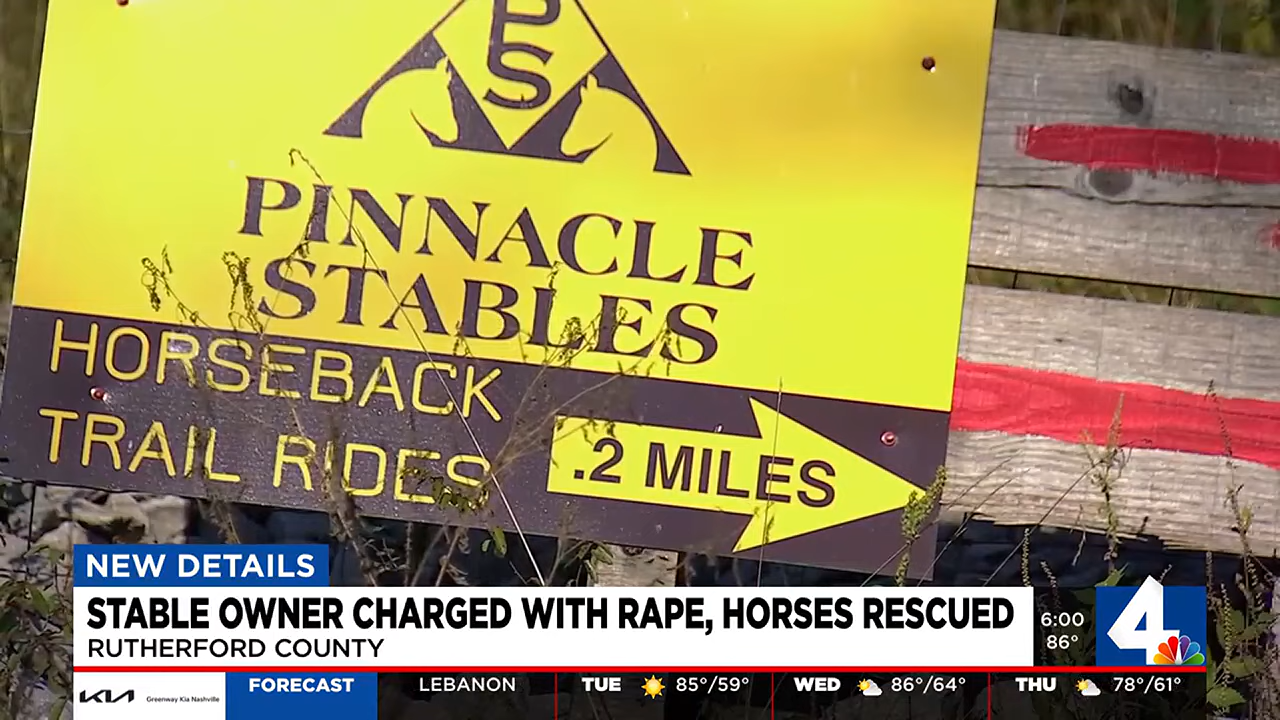 PS
PINNACLE
STABLES
HORSEBACK
TRAIL RIDES
.2 MILES
NEW DETAILS
STABLE OWNER CHARGED WITH RAPE, HORSES RESCUED
RUTHERFORD COUNTY
6:00
86°
4
KIA
Greenway Kia Nashville
FORECAST
LEBANON
TUE 85°/59°
WED 86°/64°
THU 78°/61°